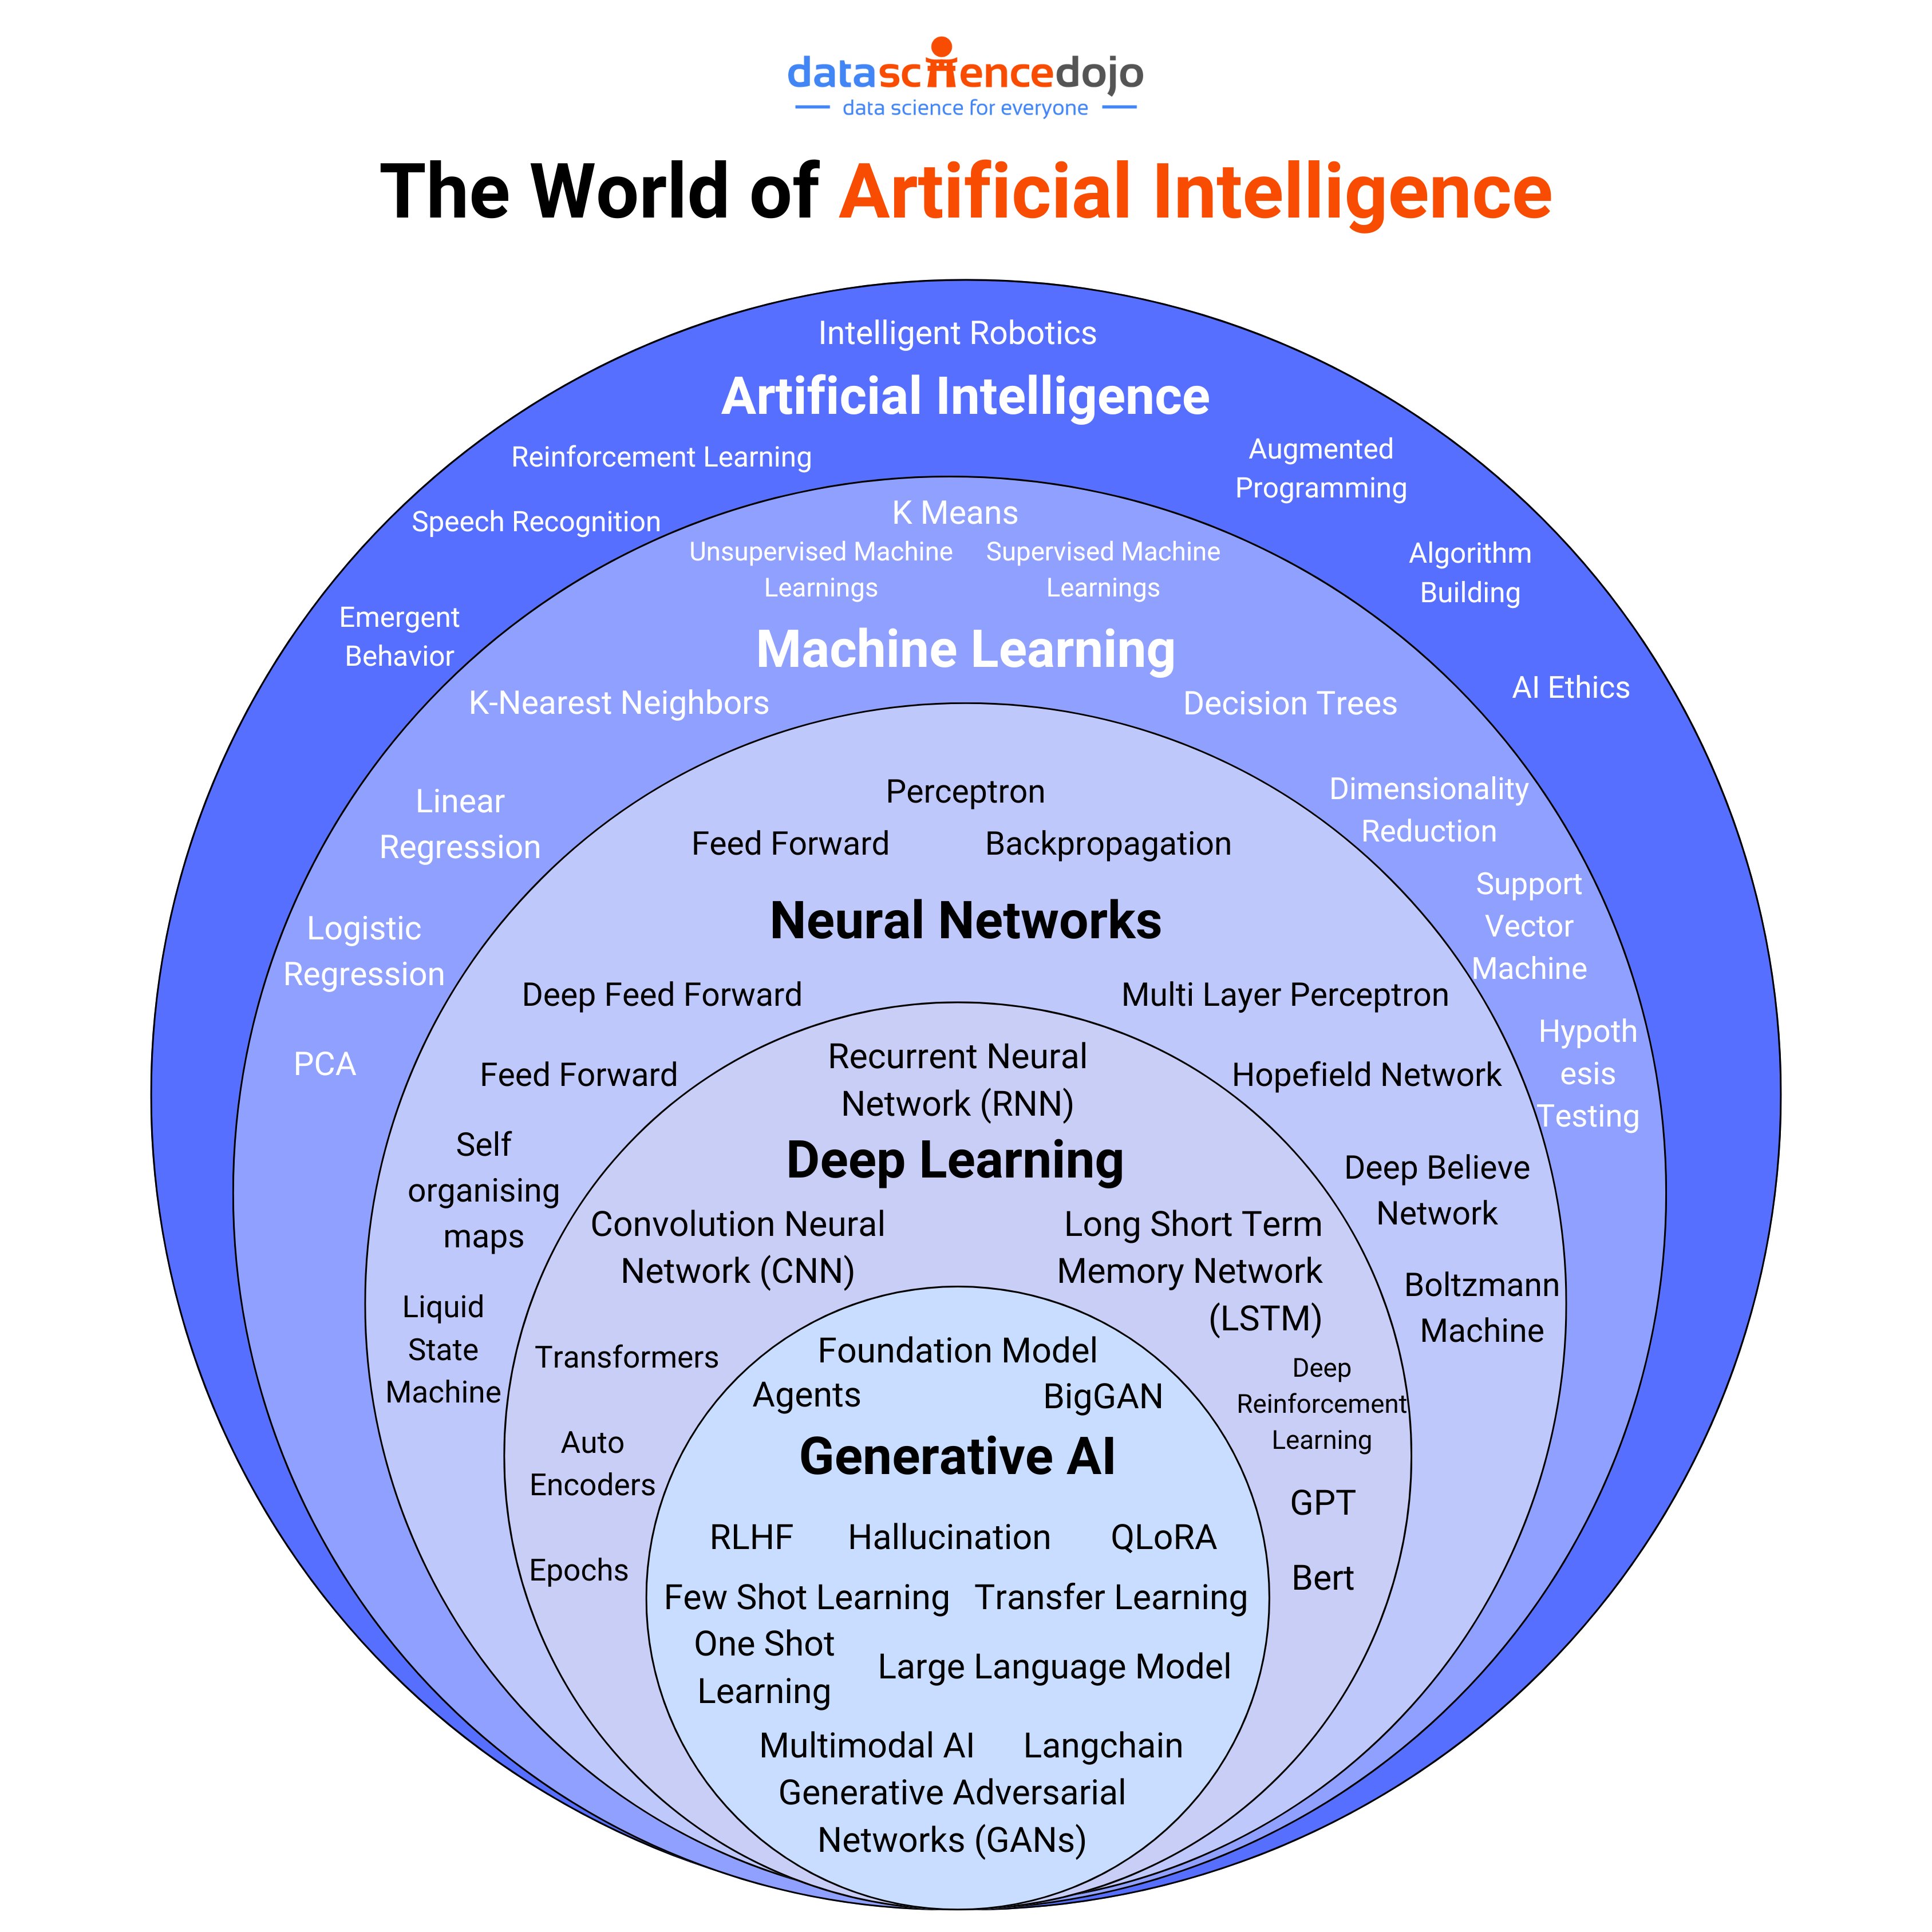 datasciencedojo
data science for everyone
The World of Artificial Intelligence
Intelligent Robotics
Artificial Intelligence
Reinforcement Learning
Augmented
Programming
Speech Recognition
Algorithm
Building
Emergent
Behavior
AI Ethics
K Means
Unsupervised Machine
Learnings
Supervised Machine
Learnings
Machine Learning
K-Nearest Neighbors
Decision Trees
Linear
Regression
Dimensionality
Reduction
Logistic
Regression
Support
Vector
Machine
PCA
Hypoth
esis
Testing
Perceptron
Feed Forward
Backpropagation
Neural Networks
Deep Feed Forward
Multi Layer Perceptron
Feed Forward
Hopefield Network
Self
organising
maps
Deep Believe
Network
Liquid
State
Machine
Boltzmann
Machine
Recurrent Neural
Network (RNN)
Deep Learning
Convolution Neural
Network (CNN)
Long Short Term
Memory Network
(LSTM)
Transformers
Deep
Reinforcement
Learning
Auto
Encoders
GPT
Epochs
Bert
Foundation Model
Agents
BigGAN
Generative AI
RLHF
Hallucination
QLoRA
Few Shot Learning
Transfer Learning
One Shot
Learning
Large Language Model
Multimodal AI
Langchain
Generative Adversarial
Networks (GANs)